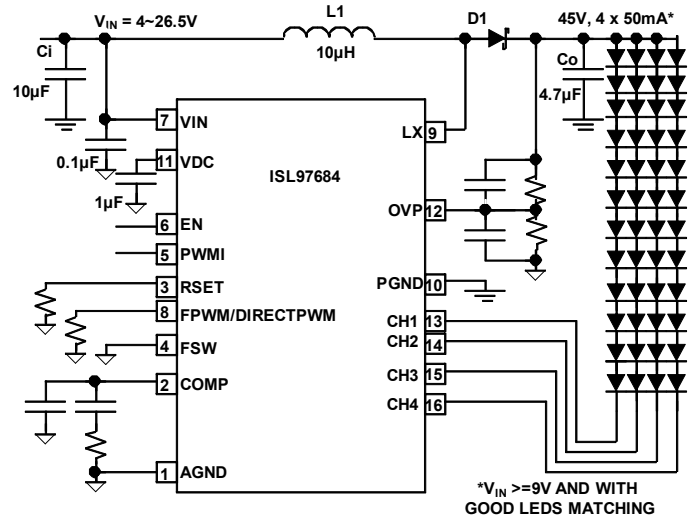 V_IN = 4~26.5V
L1
10µH
D1
45V, 4 x 50mA*
Ci
10µF
Co
4.7µF
7 VIN
LX 9
0.1µF
11 VDC
1µF
ISL97684
OVP 12
6 EN
5 PWMI
3 RSET
PGND 10
8 FPWM/DIRECTPWM
CH1 13
4 FSW
CH2 14
CH3 15
2 COMP
CH4 16
1 AGND
*V_IN >=9V AND WITH
GOOD LEDS MATCHING